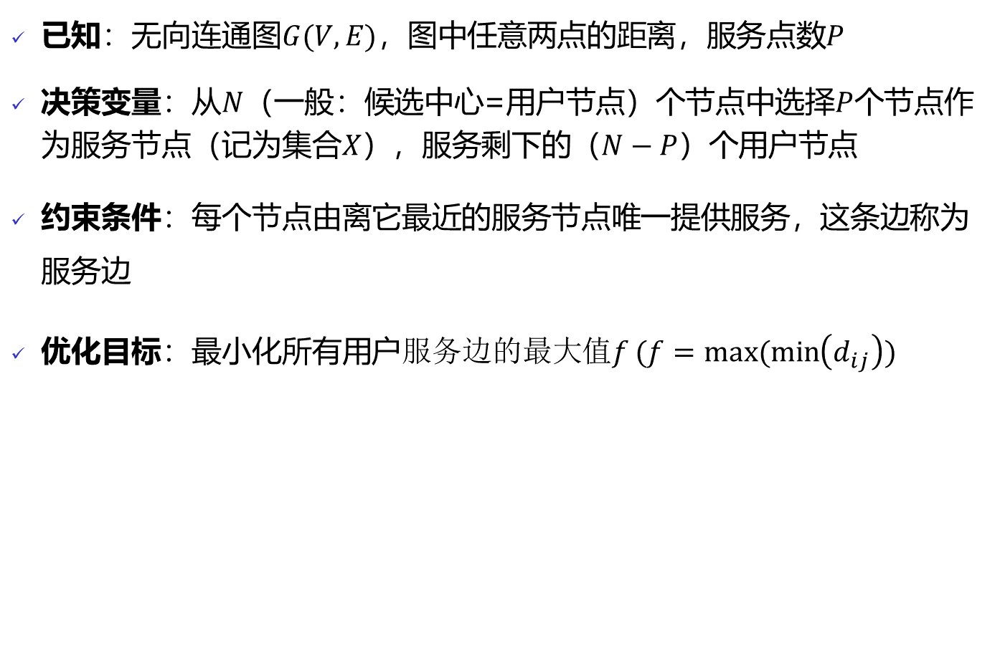 ✓ 已知：无向连通图G(V, E)，图中任意两点的距离，服务点数P
✓ 决策变量：从N（一般：候选中心=用户节点）个节点中选择P个节点作
为服务节点（记为集合X），服务剩下的（N − P）个用户节点
✓ 约束条件：每个节点由离它最近的服务节点唯一提供服务，这条边称为
服务边
✓ 优化目标：最小化所有用户服务边的最大值f (f = max(min(d_{ij}))